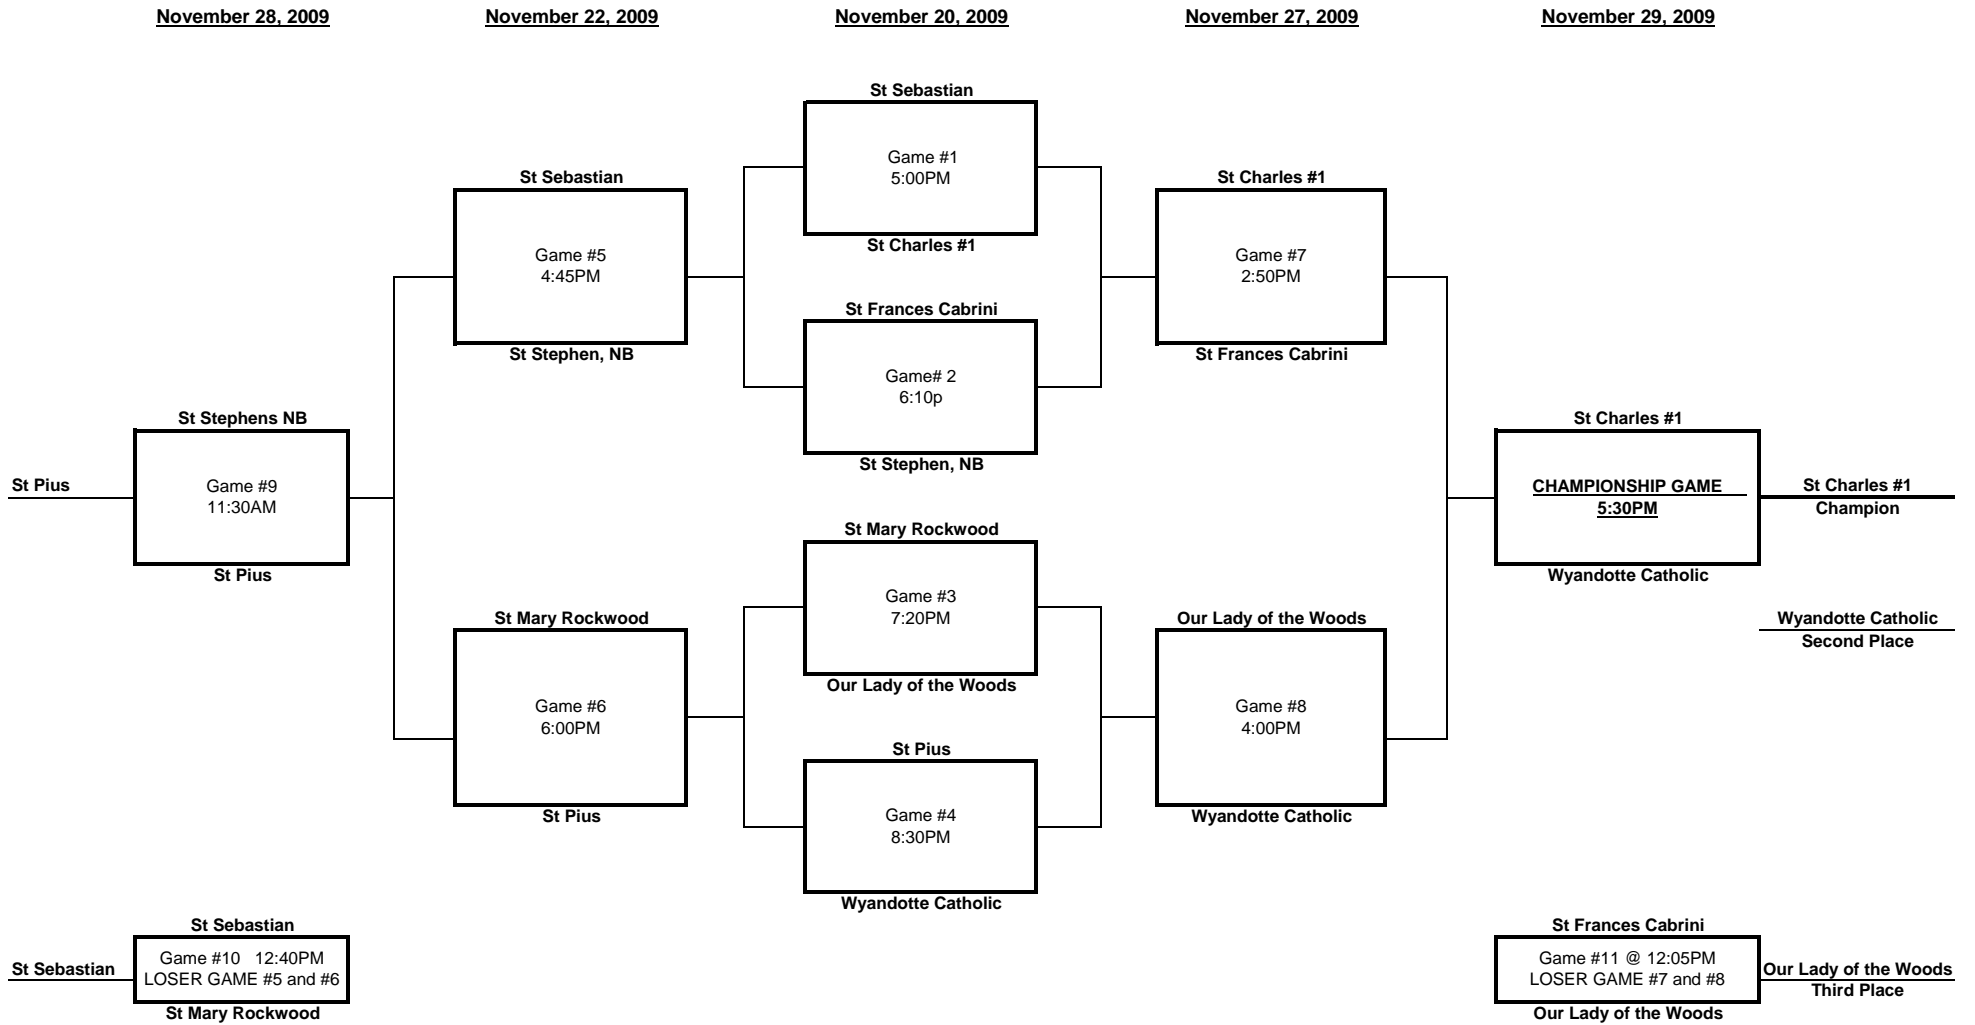 November 28, 2009
November 22, 2009
November 20, 2009
November 27, 2009
November 29, 2009
St Sebastian
Game #1
5:00PM
St Charles #1
St Sebastian
Game #5
4:45PM
St Stephen, NB
St Charles #1
Game #7
2:50PM
St Frances Cabrini
St Frances Cabrini
Game# 2
6:10p
St Stephen, NB
St Stephens NB
St Pius
Game #9
11:30AM
St Pius
St Charles #1
CHAMPIONSHIP GAME
5:30PM
Wyandotte Catholic
St Charles #1
Champion
Wyandotte Catholic
Second Place
St Mary Rockwood
Game #3
7:20PM
Our Lady of the Woods
St Mary Rockwood
Game #6
6:00PM
St Pius
Our Lady of the Woods
Game #8
4:00PM
Wyandotte Catholic
St Pius
Game #4
8:30PM
Wyandotte Catholic
St Sebastian
St Sebastian
Game #10 12:40PM
LOSER GAME #5 and #6
St Mary Rockwood
St Frances Cabrini
Game #11 @ 12:05PM
LOSER GAME #7 and #8
Our Lady of the Woods
Our Lady of the Woods
Third Place